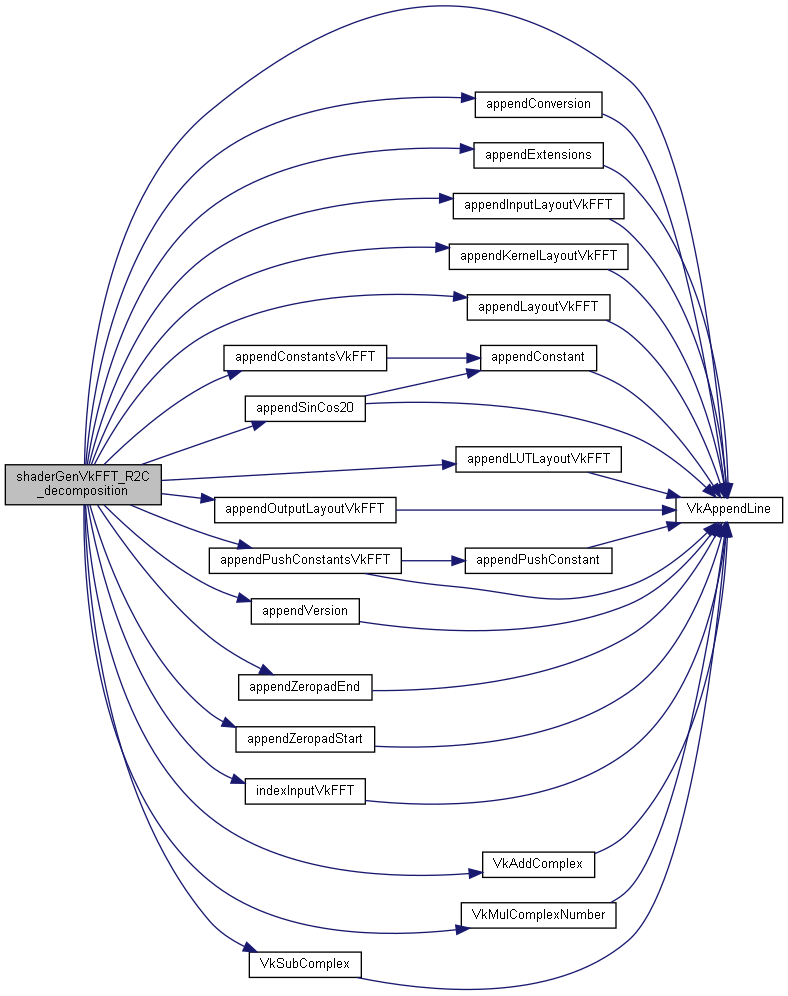 appendConversion
appendExtensions
appendInputLayoutVkFFT
appendKernelLayoutVkFFT
appendLayoutVkFFT
appendConstantsVkFFT
appendConstant
appendSinCos20
appendLUTLayoutVkFFT
shaderGenVkFFT_R2C
_decomposition
appendOutputLayoutVkFFT
VkAppendLine
appendPushConstantsVkFFT
appendPushConstant
appendVersion
appendZeropadEnd
appendZeropadStart
indexInputVkFFT
VkAddComplex
VkMulComplexNumber
VkSubComplex